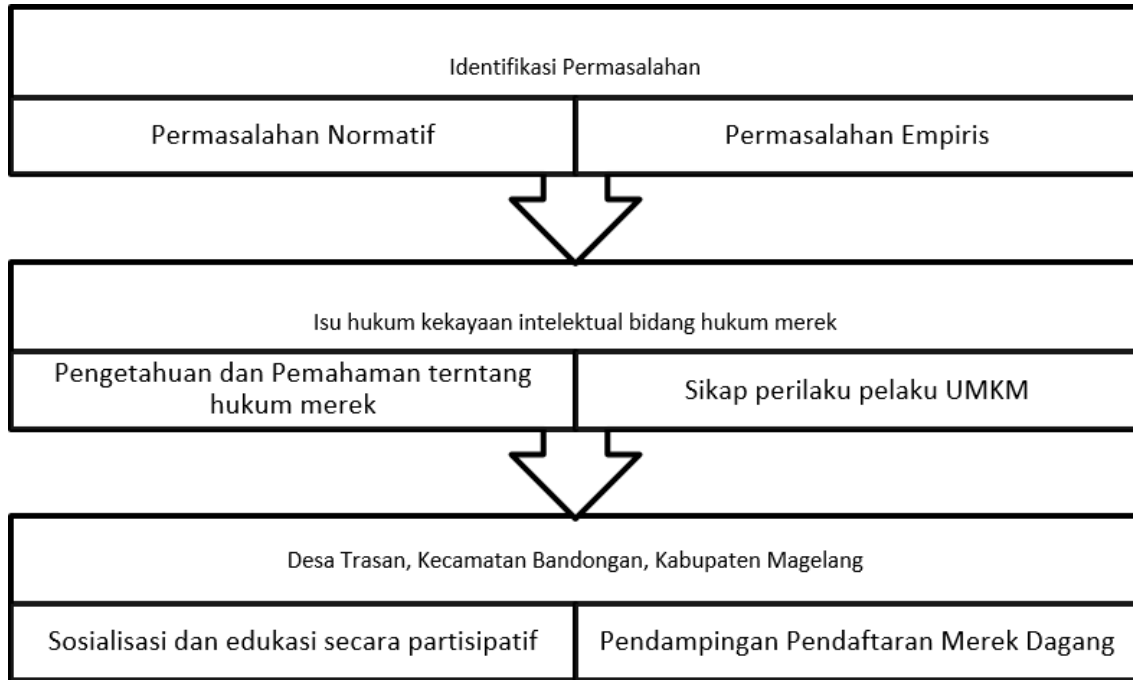 Identifikasi Permasalahan
Permasalahan Normatif
Permasalahan Empiris
Isu hukum kekayaan intelektual bidang hukum merek
Pengetahuan dan Pemahaman terntang
hukum merek
Sikap perilaku pelaku UMKM
Desa Trasan, Kecamatan Bandongan, Kabupaten Magelang
Sosialisasi dan edukasi secara partisipatif
Pendampingan Pendaftaran Merek Dagang